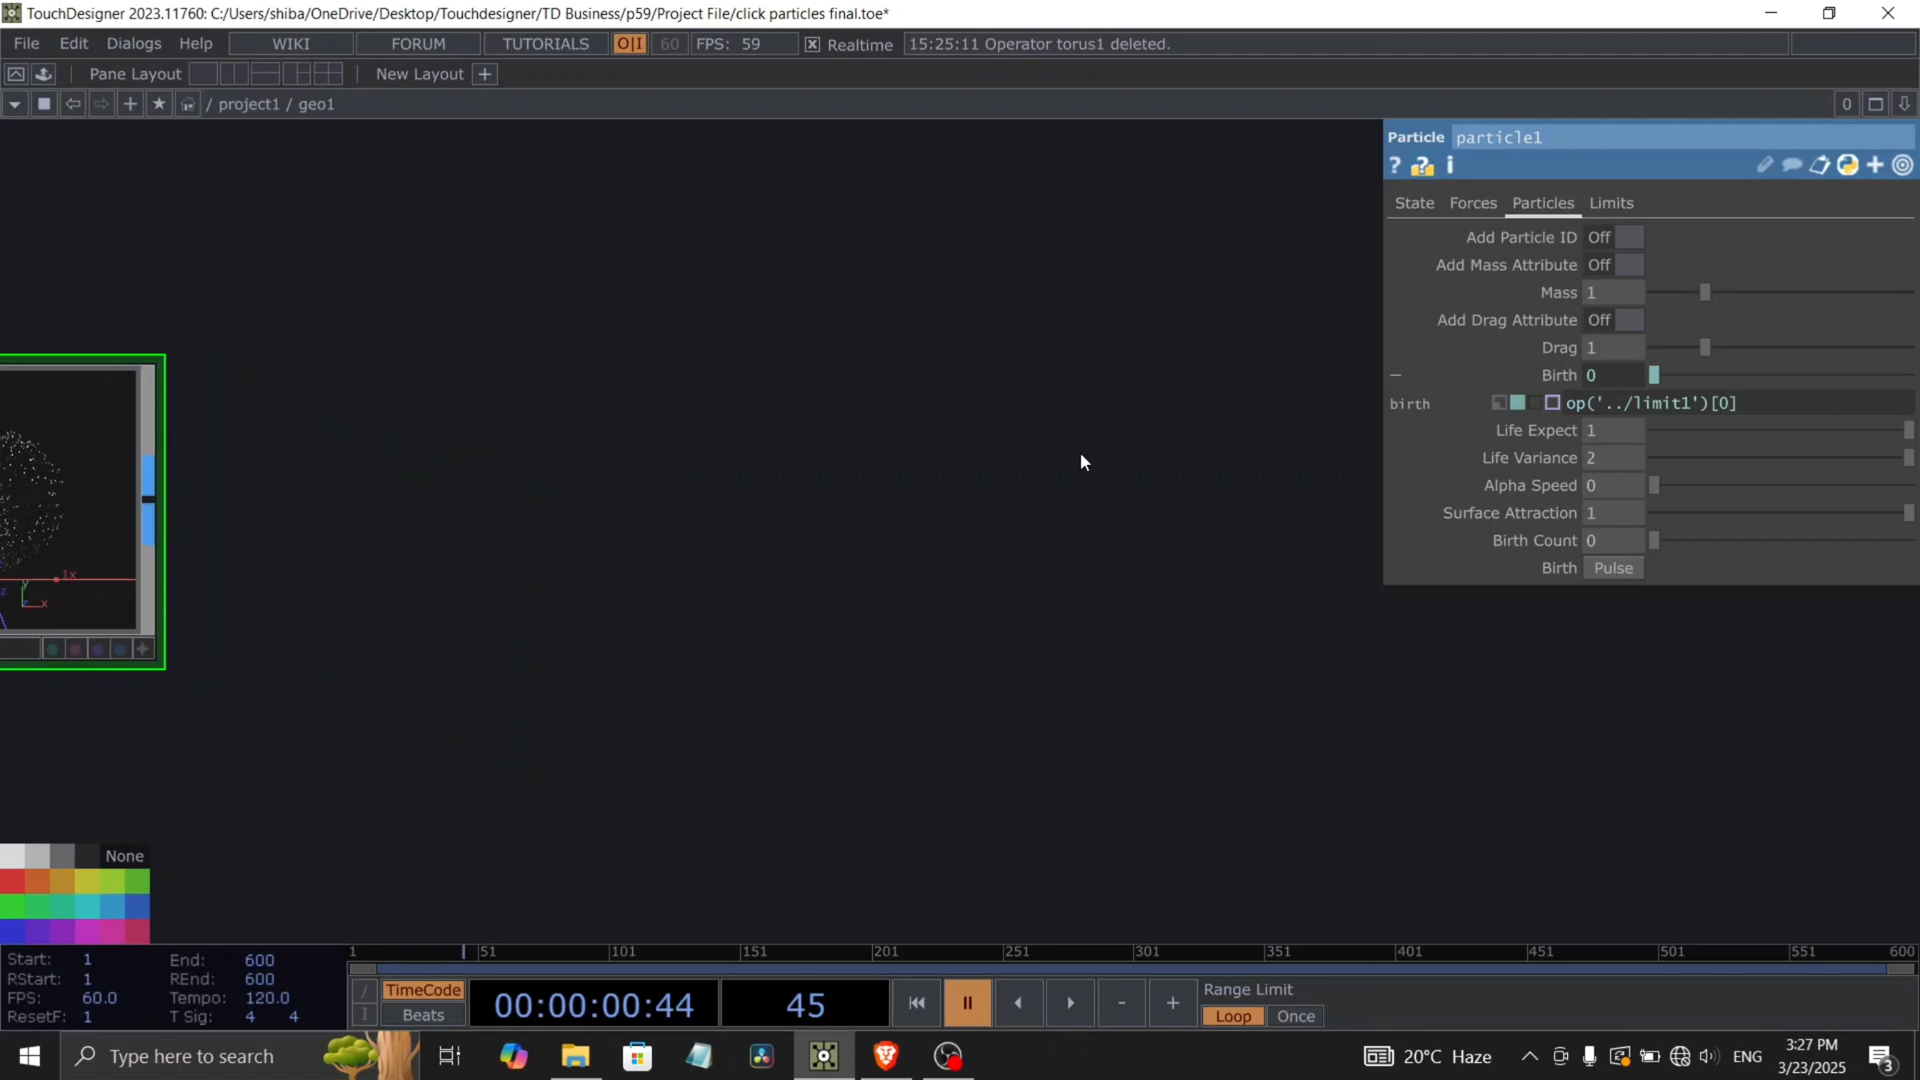 TouchDesigner 2023.11760: C:/Users/shiba/OneDrive/Desktop/Touchdesigner/TD Business/p59/Project File/click particles final.toe*
File Edit Dialogs Help WIKI FORUM TUTORIALS O|I 60 FPS: 59 Realtime 15:25:11 Operator torus1 deleted.
Pane Layout New Layout +
/ project1 / geo1 0
Particle particle1
? ? i
State Forces Particles Limits
Add Particle ID Off
Add Mass Attribute Off
Mass 1
Add Drag Attribute Off
Drag 1
Birth 0
birth op('../limit1')[0]
Life Expect 1
Life Variance 2
Alpha Speed 0
Surface Attraction 1
Birth Count 0
Birth Pulse
1x
z y x
None
1 51 101 151 201 251 301 351 401 451 501 551 600
Start: 1 End: 600
RStart: 1 REnd: 600
FPS: 60.0 Tempo: 120.0
ResetF: 1 T Sig: 4 4
/ TimeCode
I Beats
00:00:00:44 45
- +
Range Limit
Loop Once
Type here to search
20°C Haze
ENG
3:27 PM
3/23/2025
3